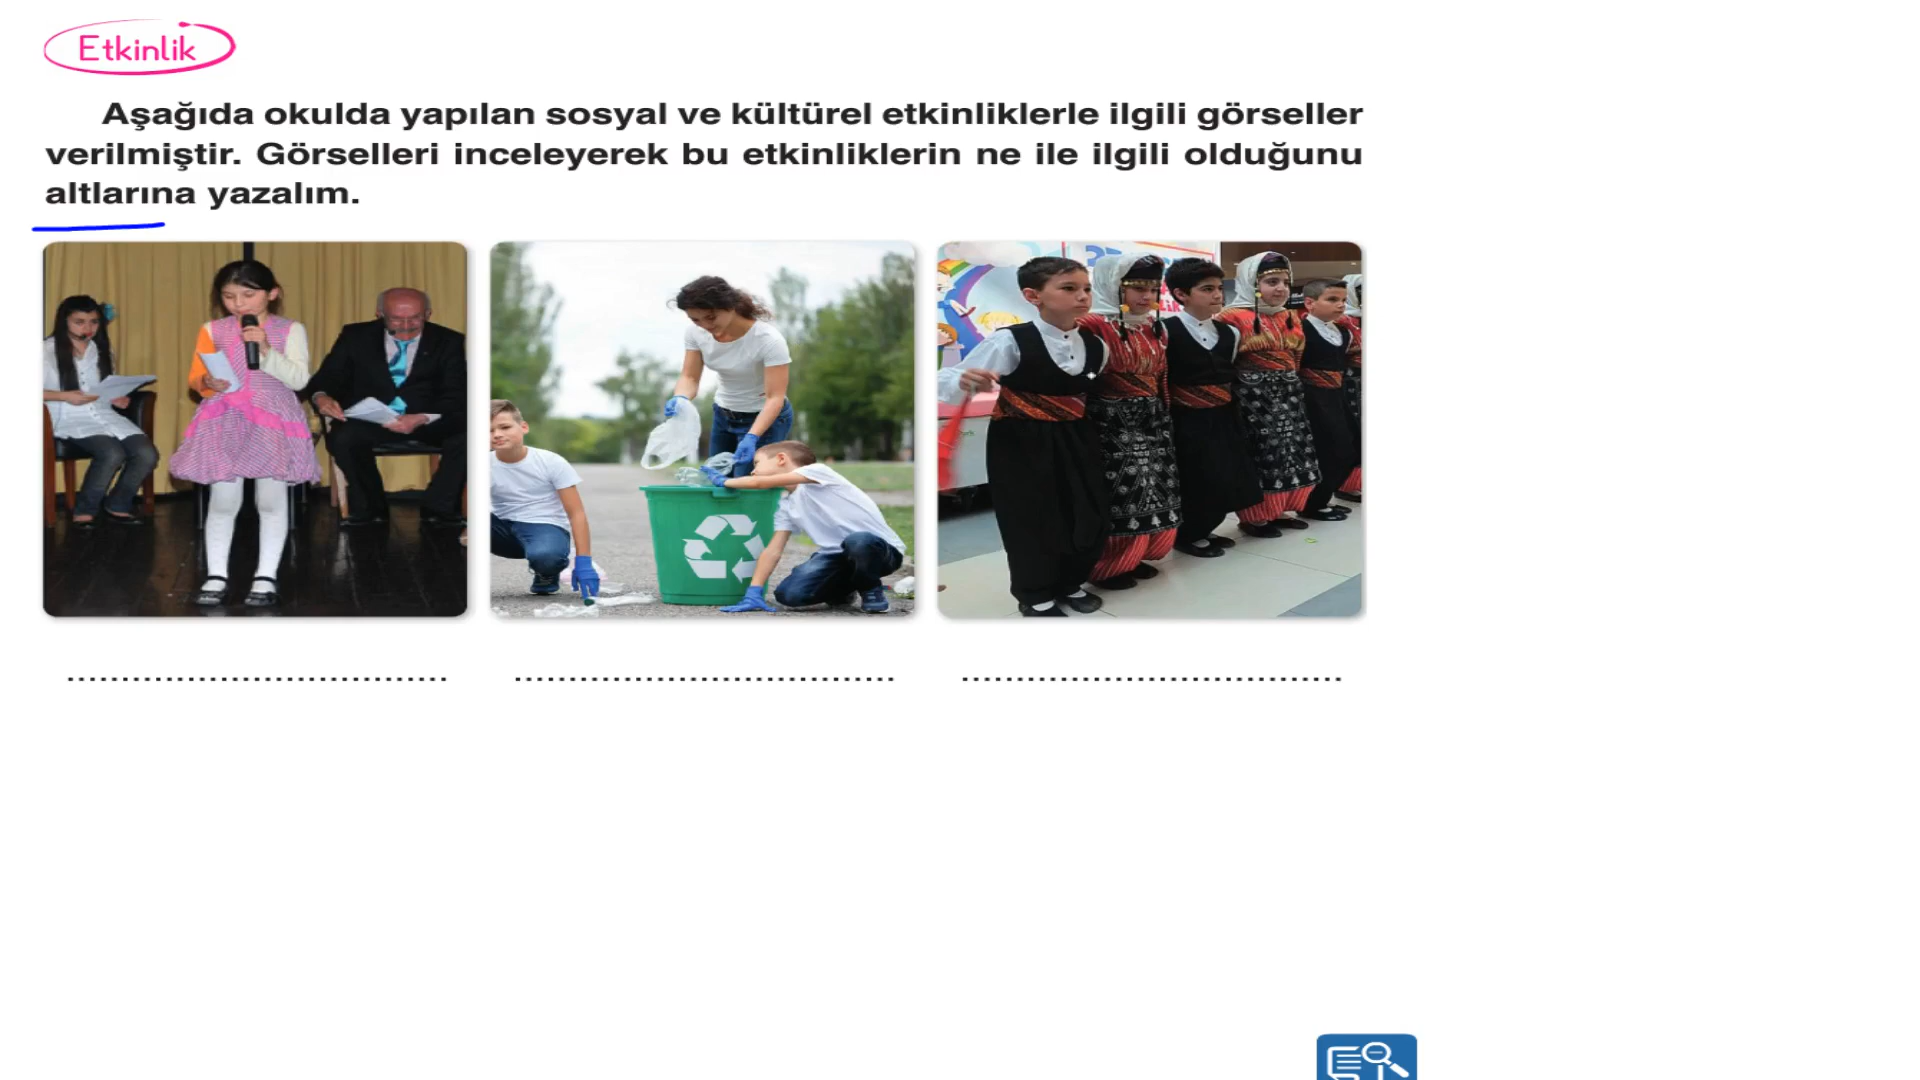 Etkinlik
Aşağıda okulda yapılan sosyal ve kültürel etkinliklerle ilgili görseller
verilmiştir. Görselleri inceleyerek bu etkinliklerin ne ile ilgili olduğunu
altlarına yazalım.